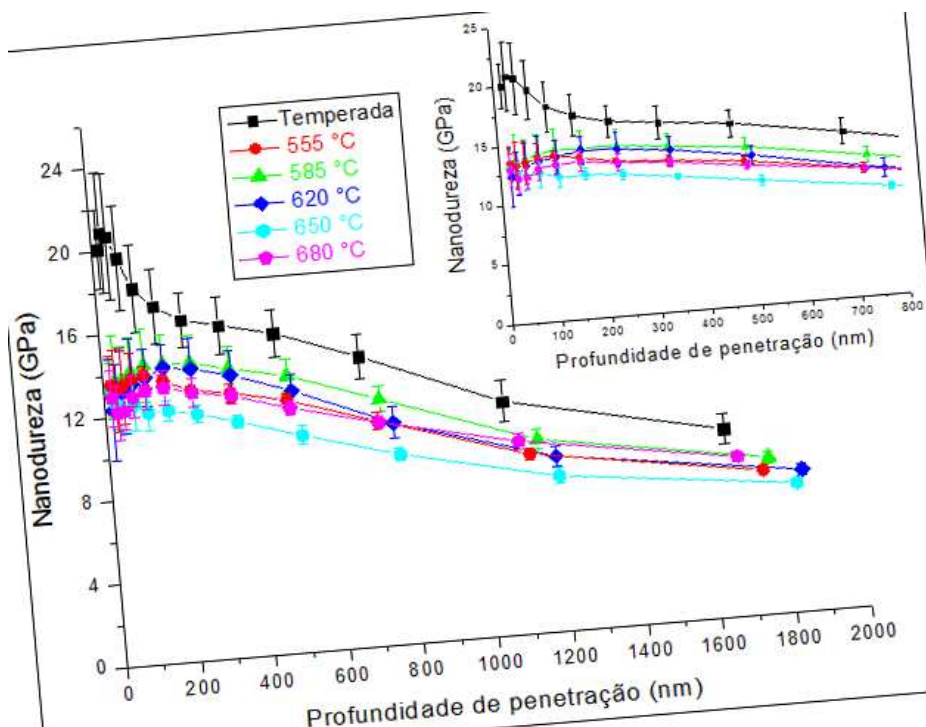 Temperada
555 °C
585 °C
620 °C
650 °C
680 °C
Nanodureza (GPa)
24
20
16
12
8
4
0
0 200 400 600 800 1000 1200 1400 1600 1800 2000
Profundidade de penetração (nm)
Nanodureza (GPa)
25
20
15
10
5
0
0 100 200 300 400 500 600 700 800
Profundidade de penetração (nm)